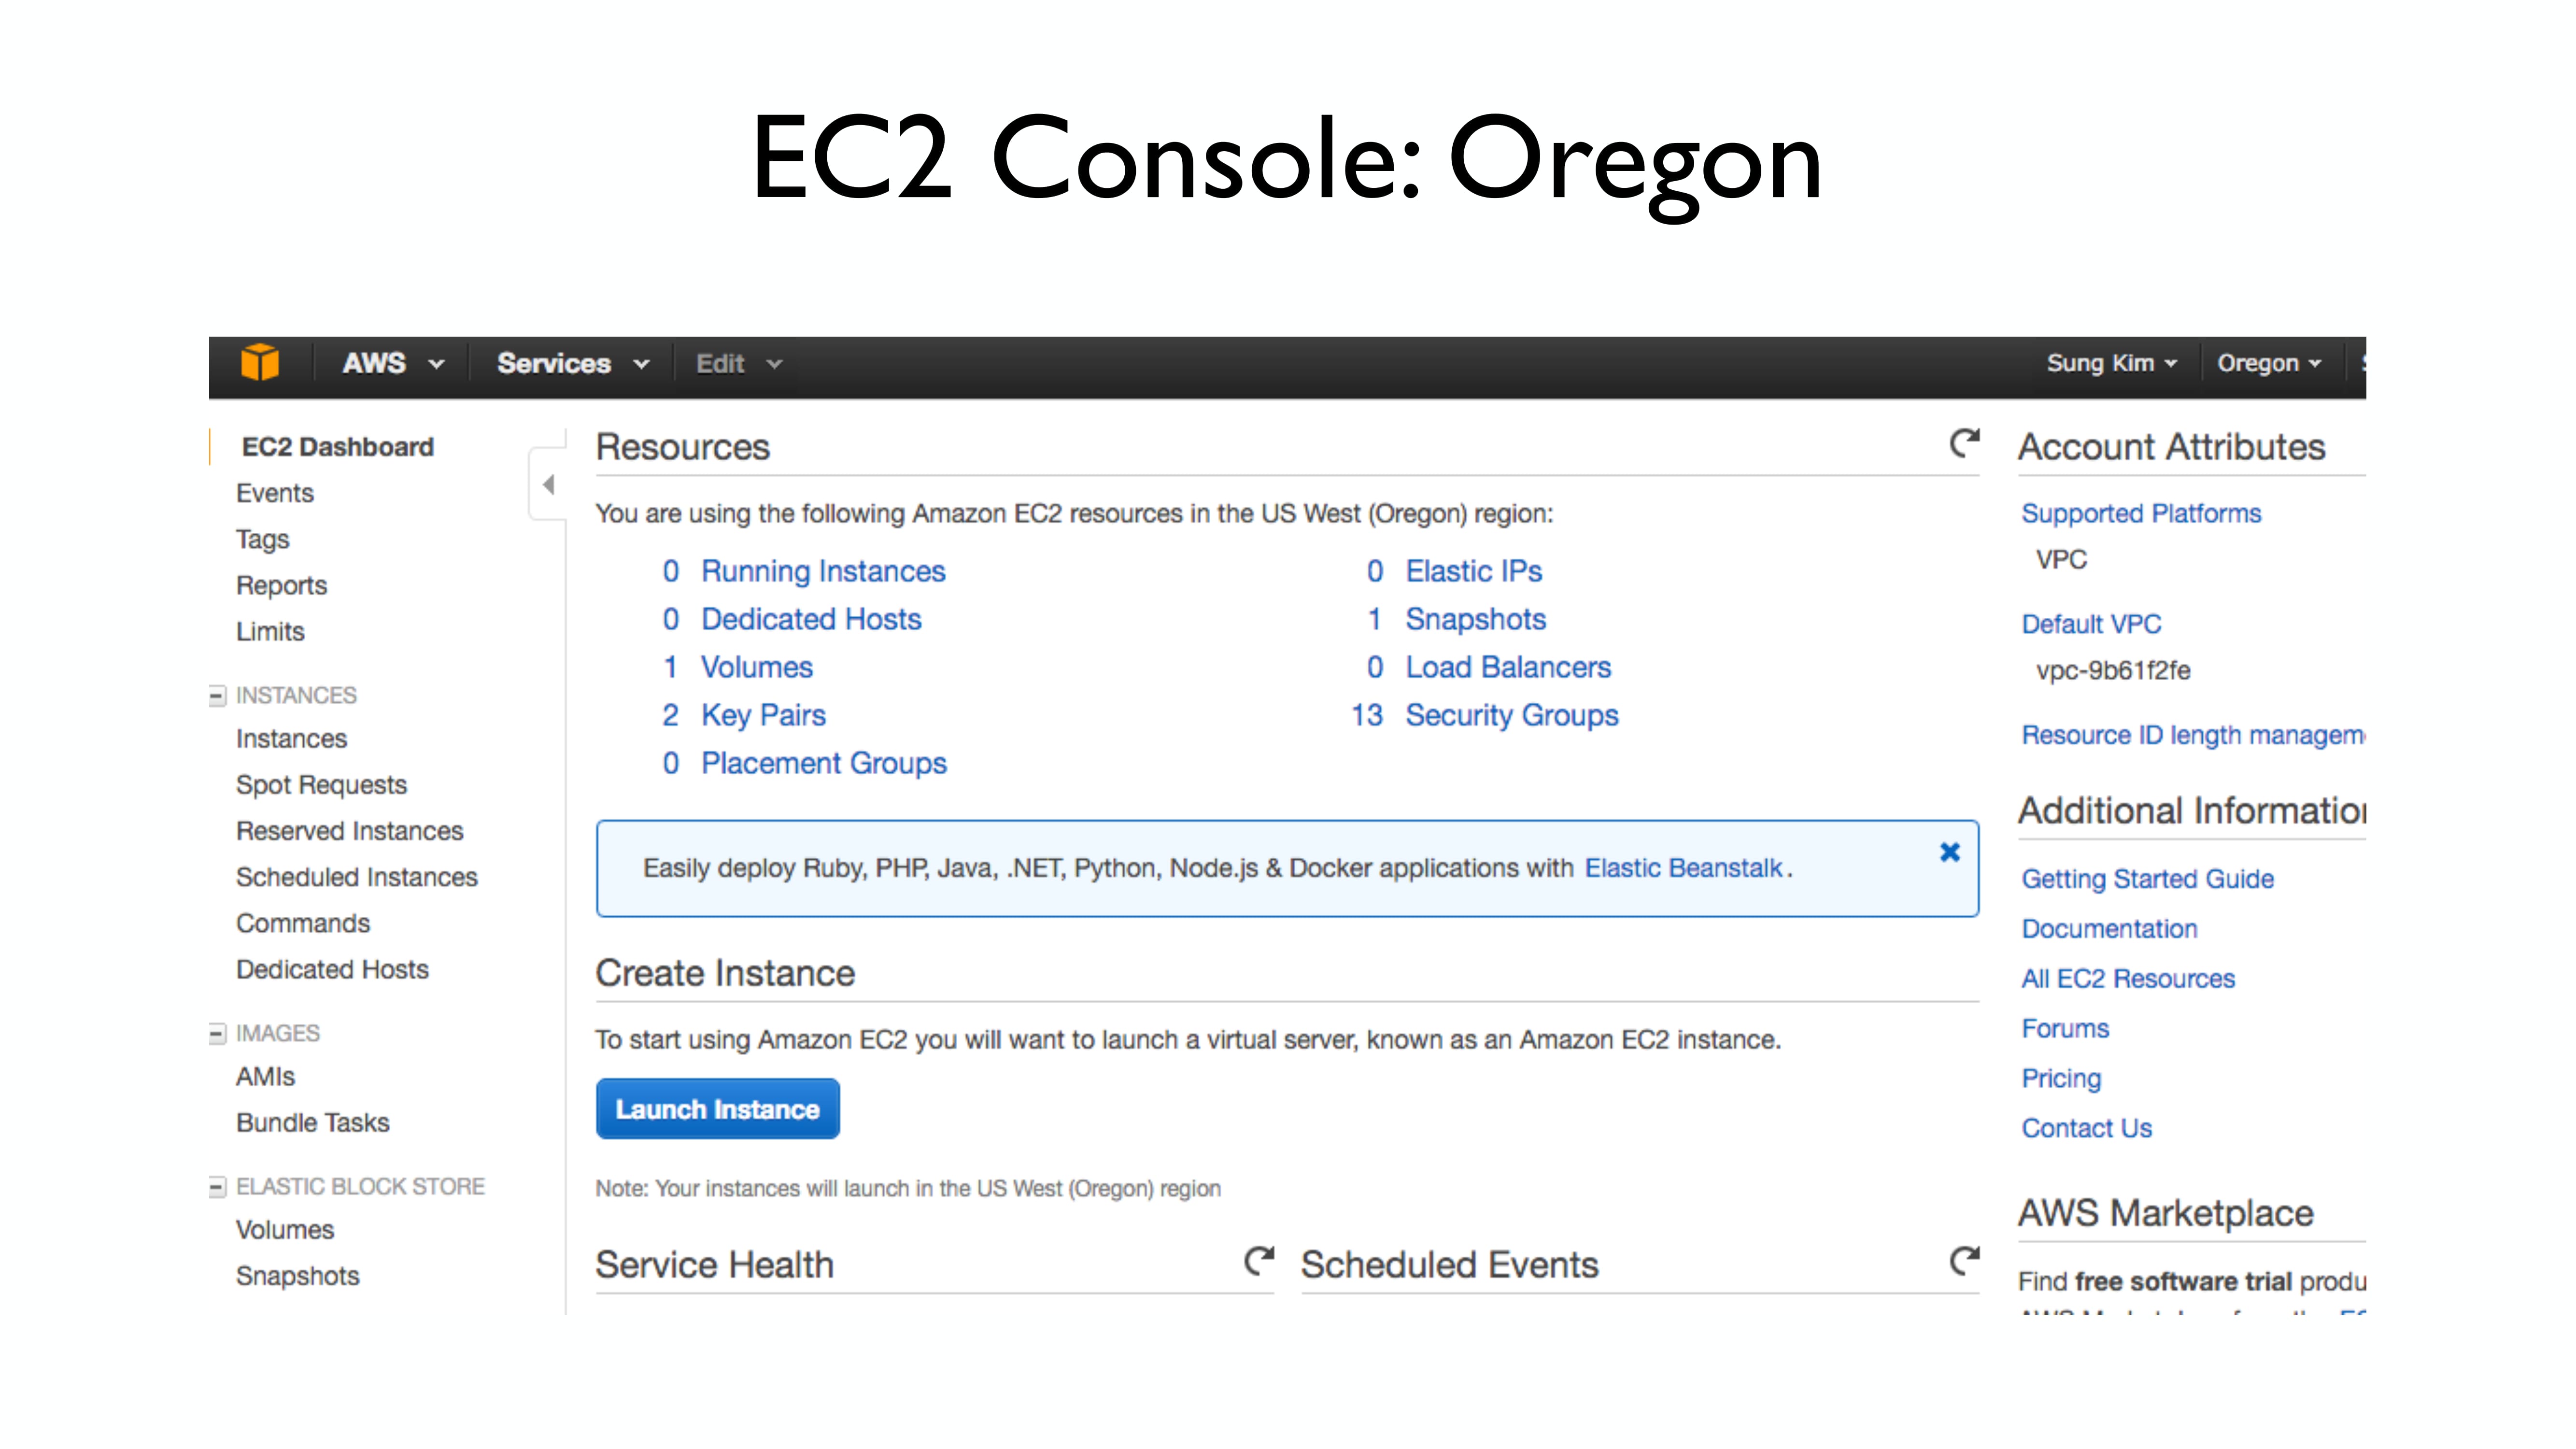 EC2 Console: Oregon
AWS Services Edit Sung Kim Oregon
EC2 Dashboard
Events
Tags
Reports
Limits
INSTANCES
Instances
Spot Requests
Reserved Instances
Scheduled Instances
Commands
Dedicated Hosts
IMAGES
AMIs
Bundle Tasks
ELASTIC BLOCK STORE
Volumes
Snapshots
Resources
You are using the following Amazon EC2 resources in the US West (Oregon) region:
0 Running Instances
0 Dedicated Hosts
1 Volumes
2 Key Pairs
0 Placement Groups
0 Elastic IPs
1 Snapshots
0 Load Balancers
13 Security Groups
Easily deploy Ruby, PHP, Java, .NET, Python, Node.js & Docker applications with Elastic Beanstalk.
Create Instance
To start using Amazon EC2 you will want to launch a virtual server, known as an Amazon EC2 instance.
Launch Instance
Note: Your instances will launch in the US West (Oregon) region
Service Health
Scheduled Events
Account Attributes
Supported Platforms
VPC
Default VPC
vpc-9b61f2fe
Resource ID length managem
Additional Information
Getting Started Guide
Documentation
All EC2 Resources
Forums
Pricing
Contact Us
AWS Marketplace
Find free software trial produ